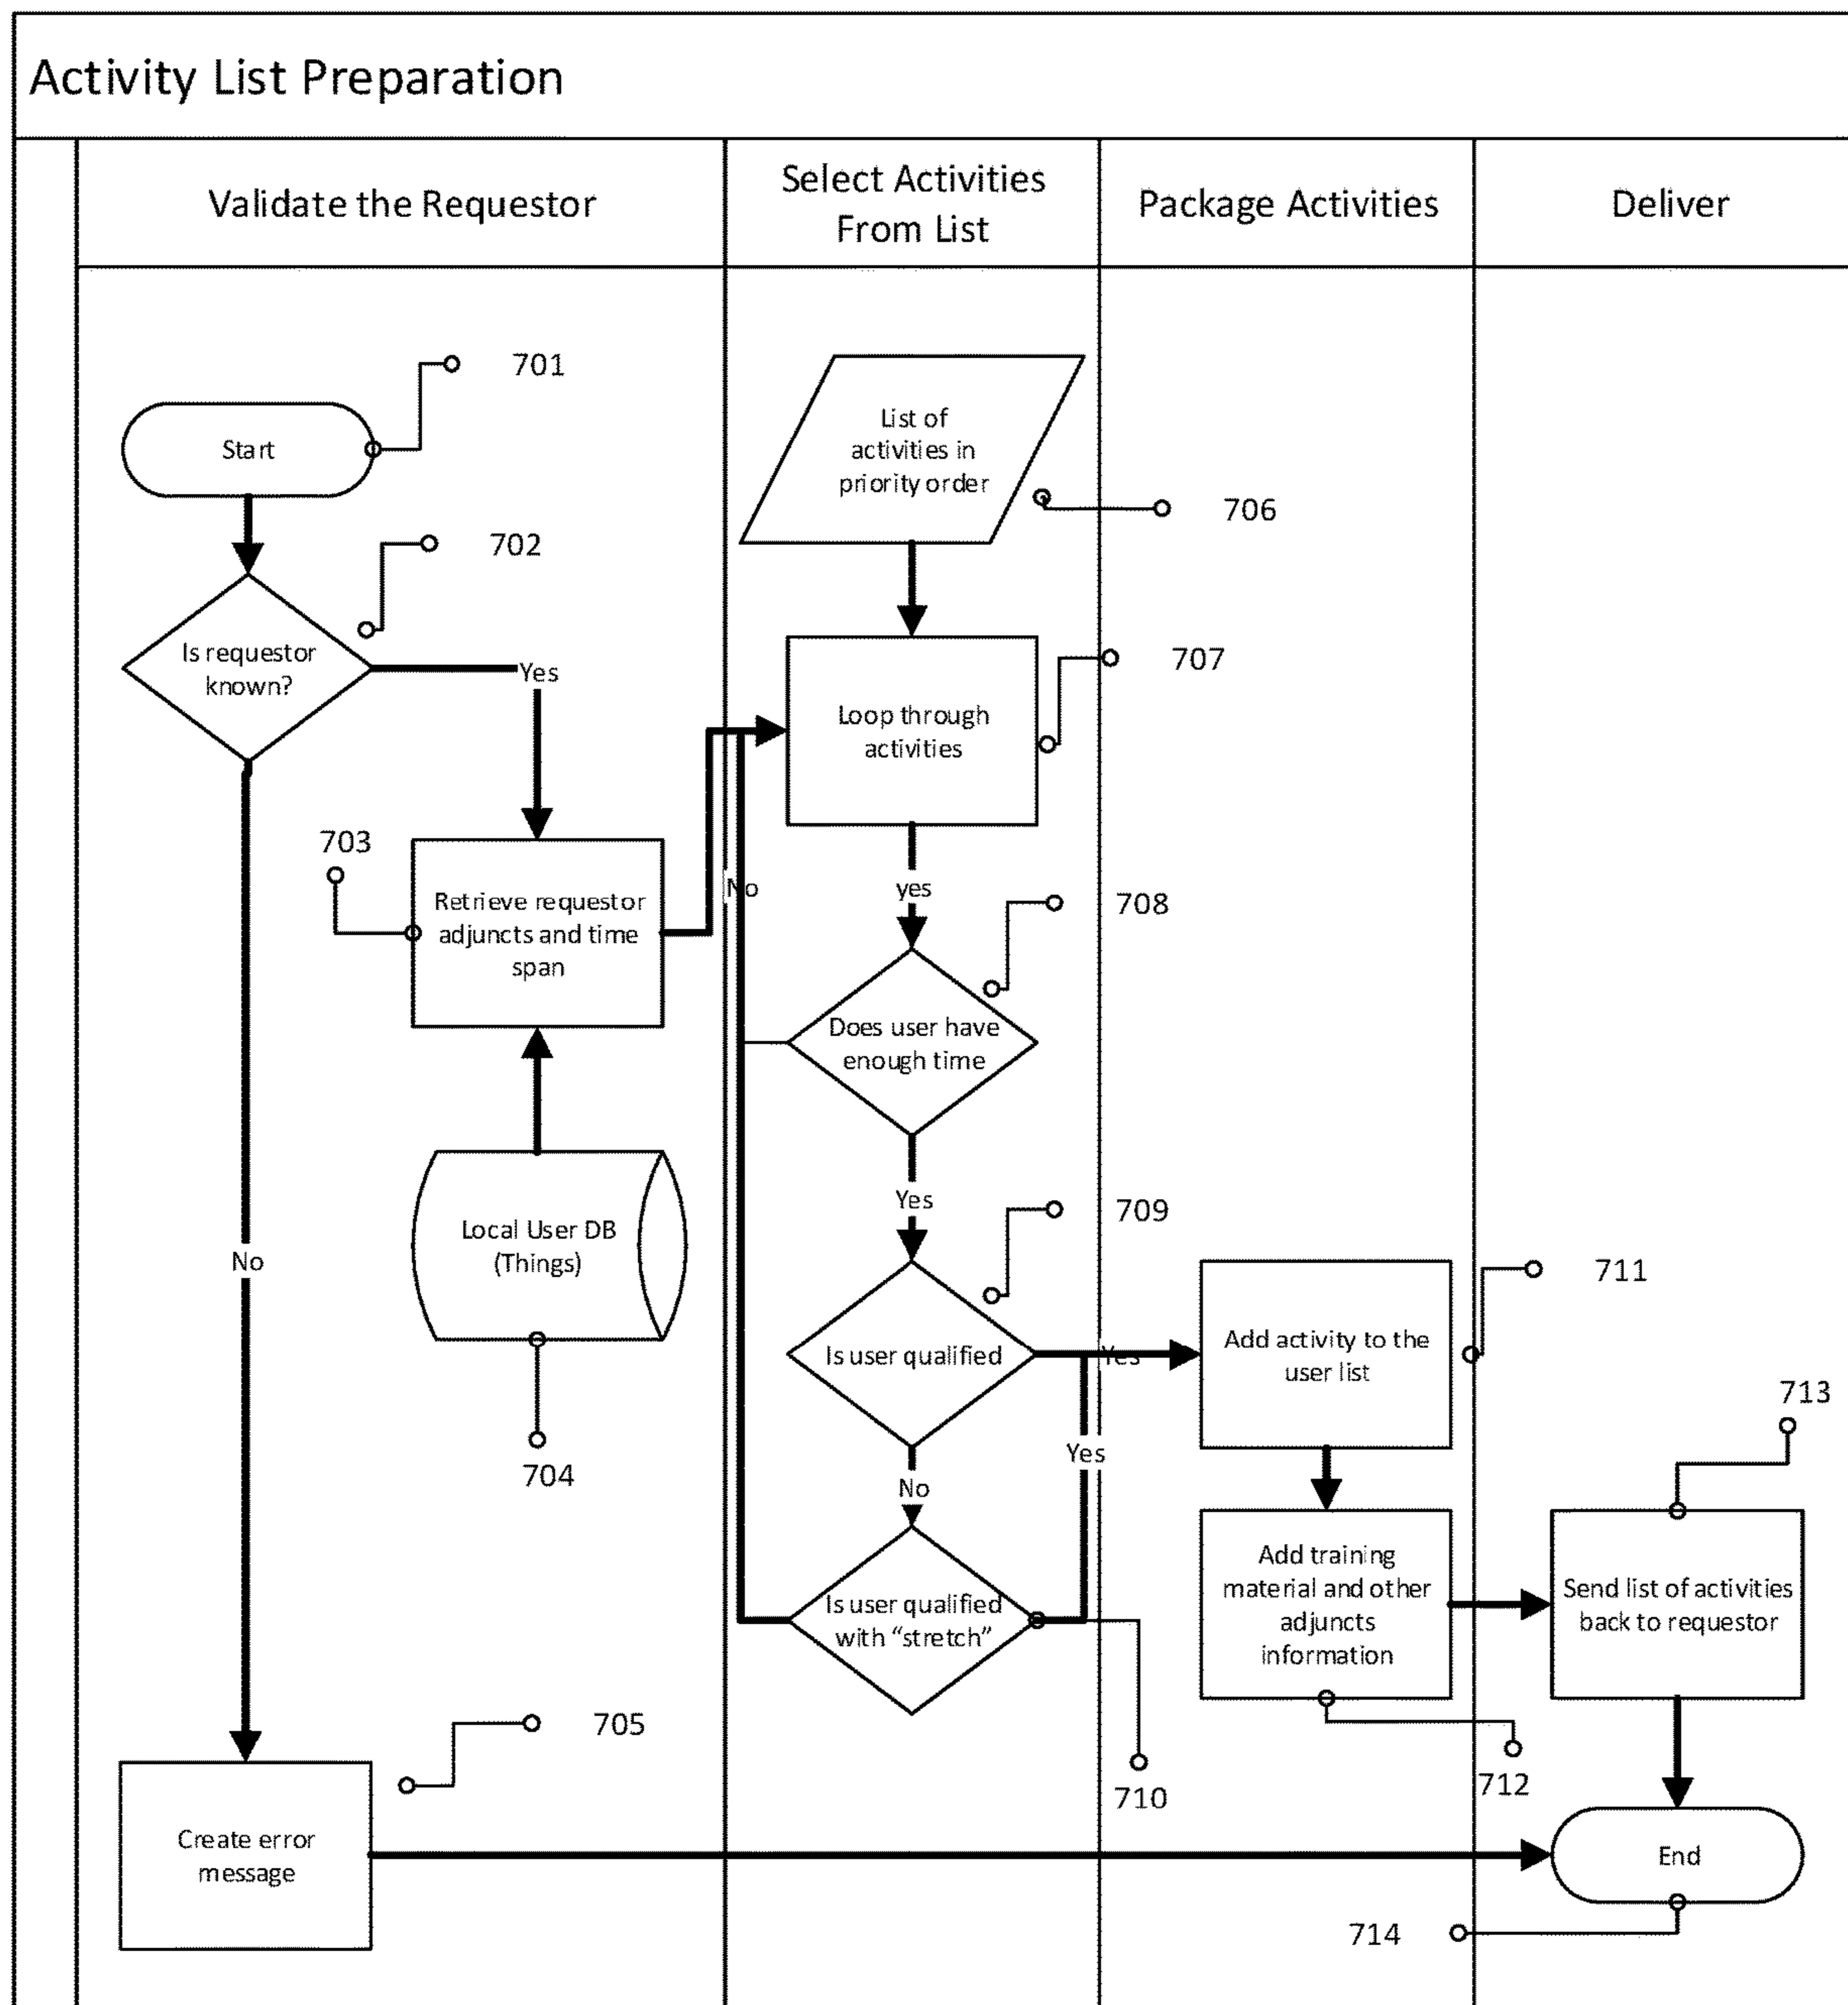 Activity List Preparation
Validate the Requestor
Select Activities
From List
Package Activities
Deliver
701
Start
702
Is requestor
known?
Yes
703
Retrieve requestor
adjuncts and time
span
Local User DB
(Things)
704
No
705
Create error
message
List of
activities in
priority order
706
Loop through
activities
707
No
yes
708
Does user have
enough time
Yes
709
Is user qualified
Yes
Yes
No
Is user qualified
with “stretch”
710
711
Add activity to the
user list
Add training
material and other
adjuncts
information
712
713
Send list of activities
back to requestor
End
714